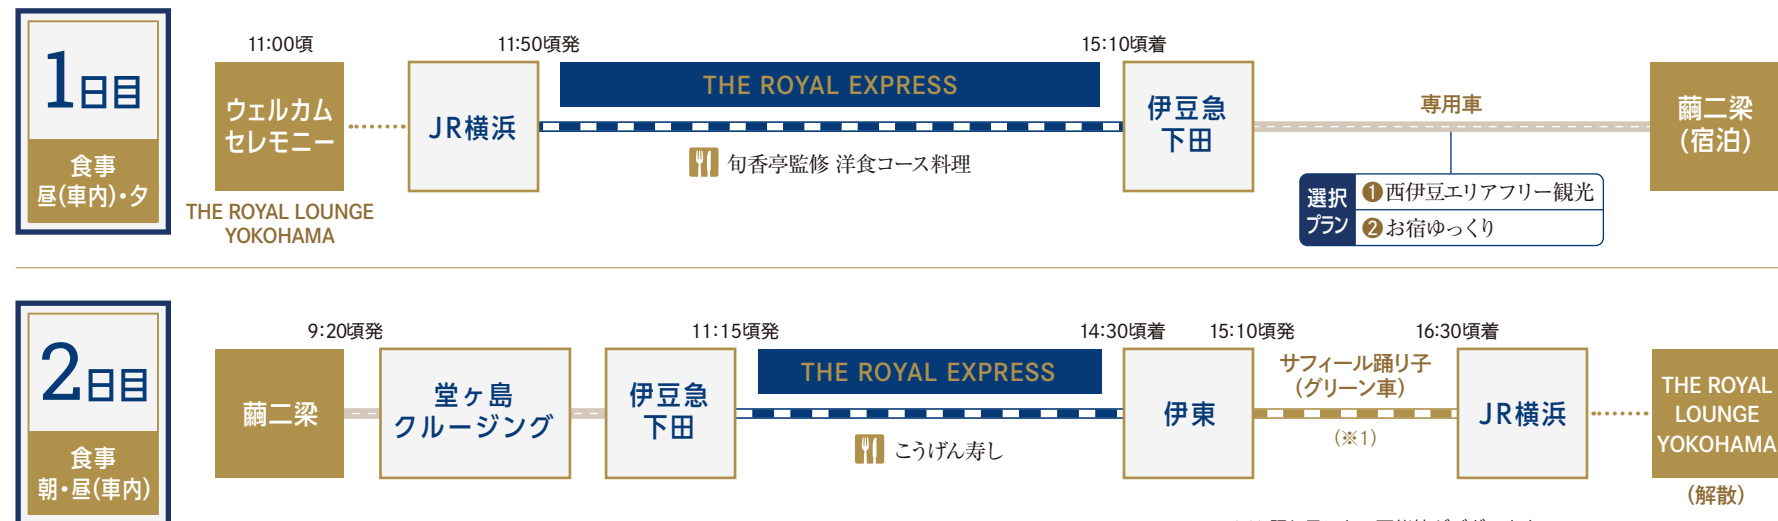 1日目
食事
昼(車内)・夕
11:00頃
ウェルカム
セレモニー
THE ROYAL LOUNGE
YOKOHAMA
11:50頃発
JR横浜
THE ROYAL EXPRESS
旬香亭監修 洋食コース料理
15:10頃着
伊豆急
下田
専用車
選択
プラン
❶西伊豆エリアフリー観光
❷お宿ゆっくり
繭二梁
(宿泊)
2日目
食事
朝・昼(車内)
繭二梁
9:20頃発
堂ヶ島
クルージング
伊豆急
下田
11:15頃発
THE ROYAL EXPRESS
こうげん寿し
14:30頃着
伊東
15:10頃発
サフィール踊り子
(グリーン車)
(※1)
16:30頃着
JR横浜
THE ROYAL
LOUNGE
YOKOHAMA
(解散)